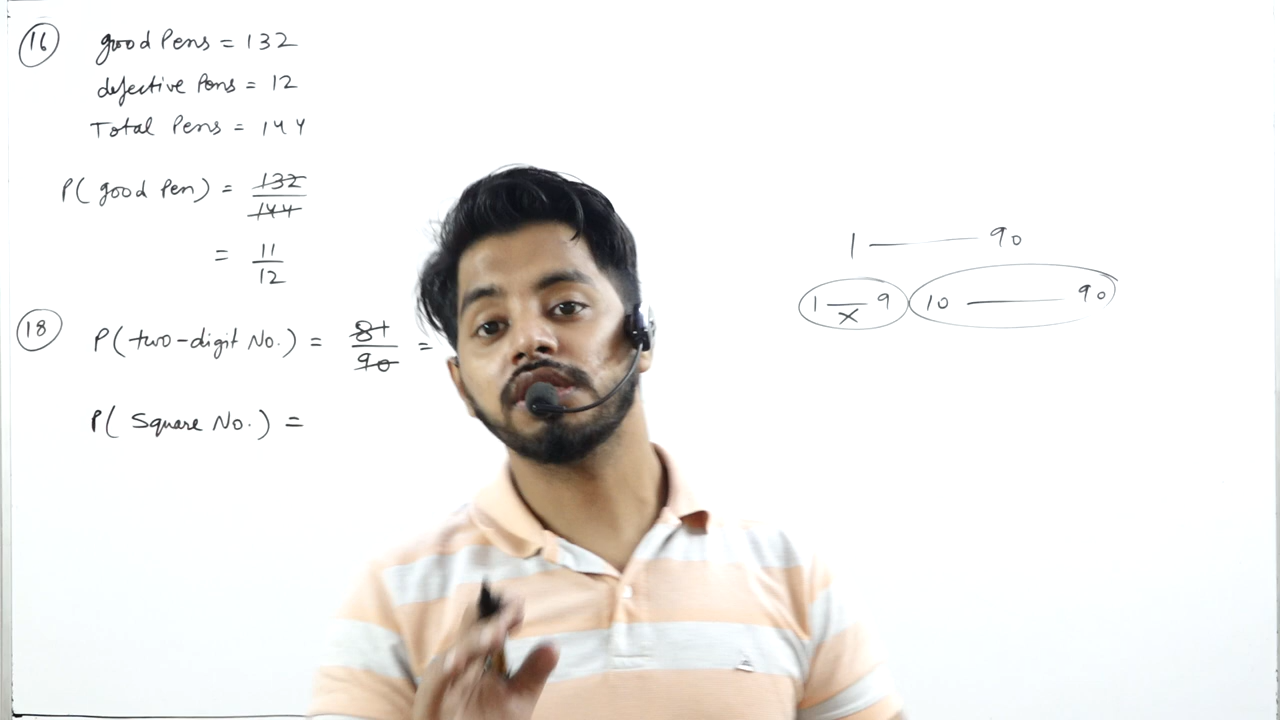 16 good Pens = 132
defective Pens = 12
Total Pens = 144
P( good Pen) = 132/144
= 11/12
18 P( two-digit No.) = 81/90 =
P( Square No.) =
1 — 90
1 — 9 10 — 90
x